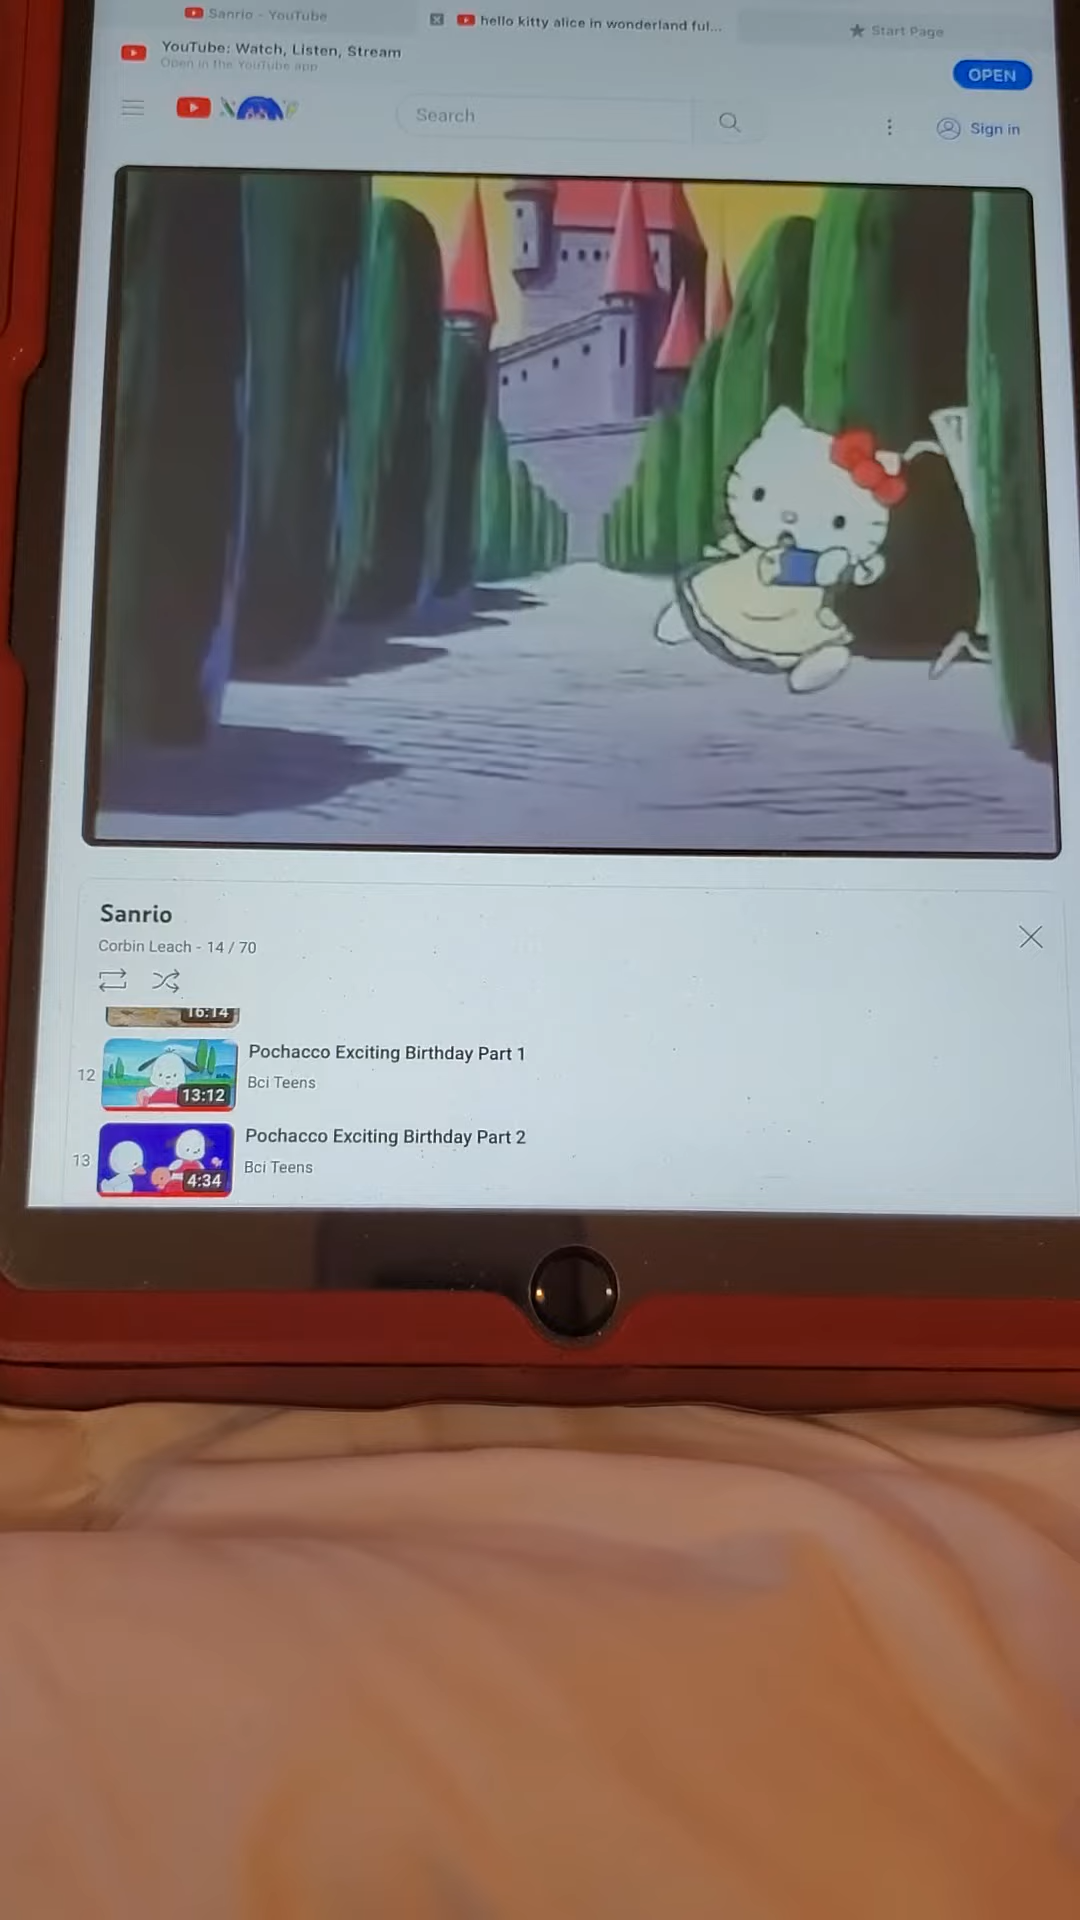 Sanrio - YouTube
hello kitty alice in wonderland ful...
Start Page
YouTube: Watch, Listen, Stream
Open in the YouTube app
OPEN
Search
Sign in
Sanrio
Corbin Leach - 14 / 70
16:14
12
Pochacco Exciting Birthday Part 1
Bci Teens
13:12
13
Pochacco Exciting Birthday Part 2
Bci Teens
4:34